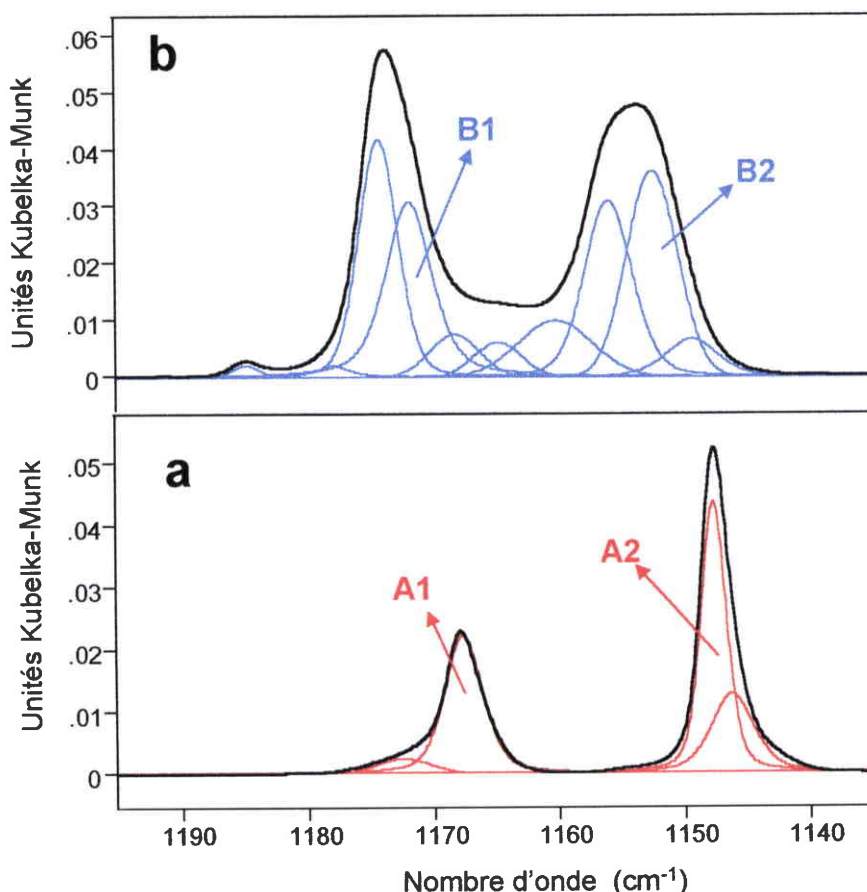 b
Unités Kubelka-Munk
.06
.05
.04
.03
.02
.01
0
B1
B2
a
Unités Kubelka-Munk
.05
.04
.03
.02
.01
0
A1
A2
1190
1180
1170
1160
1150
1140
Nombre d'onde (cm-1)